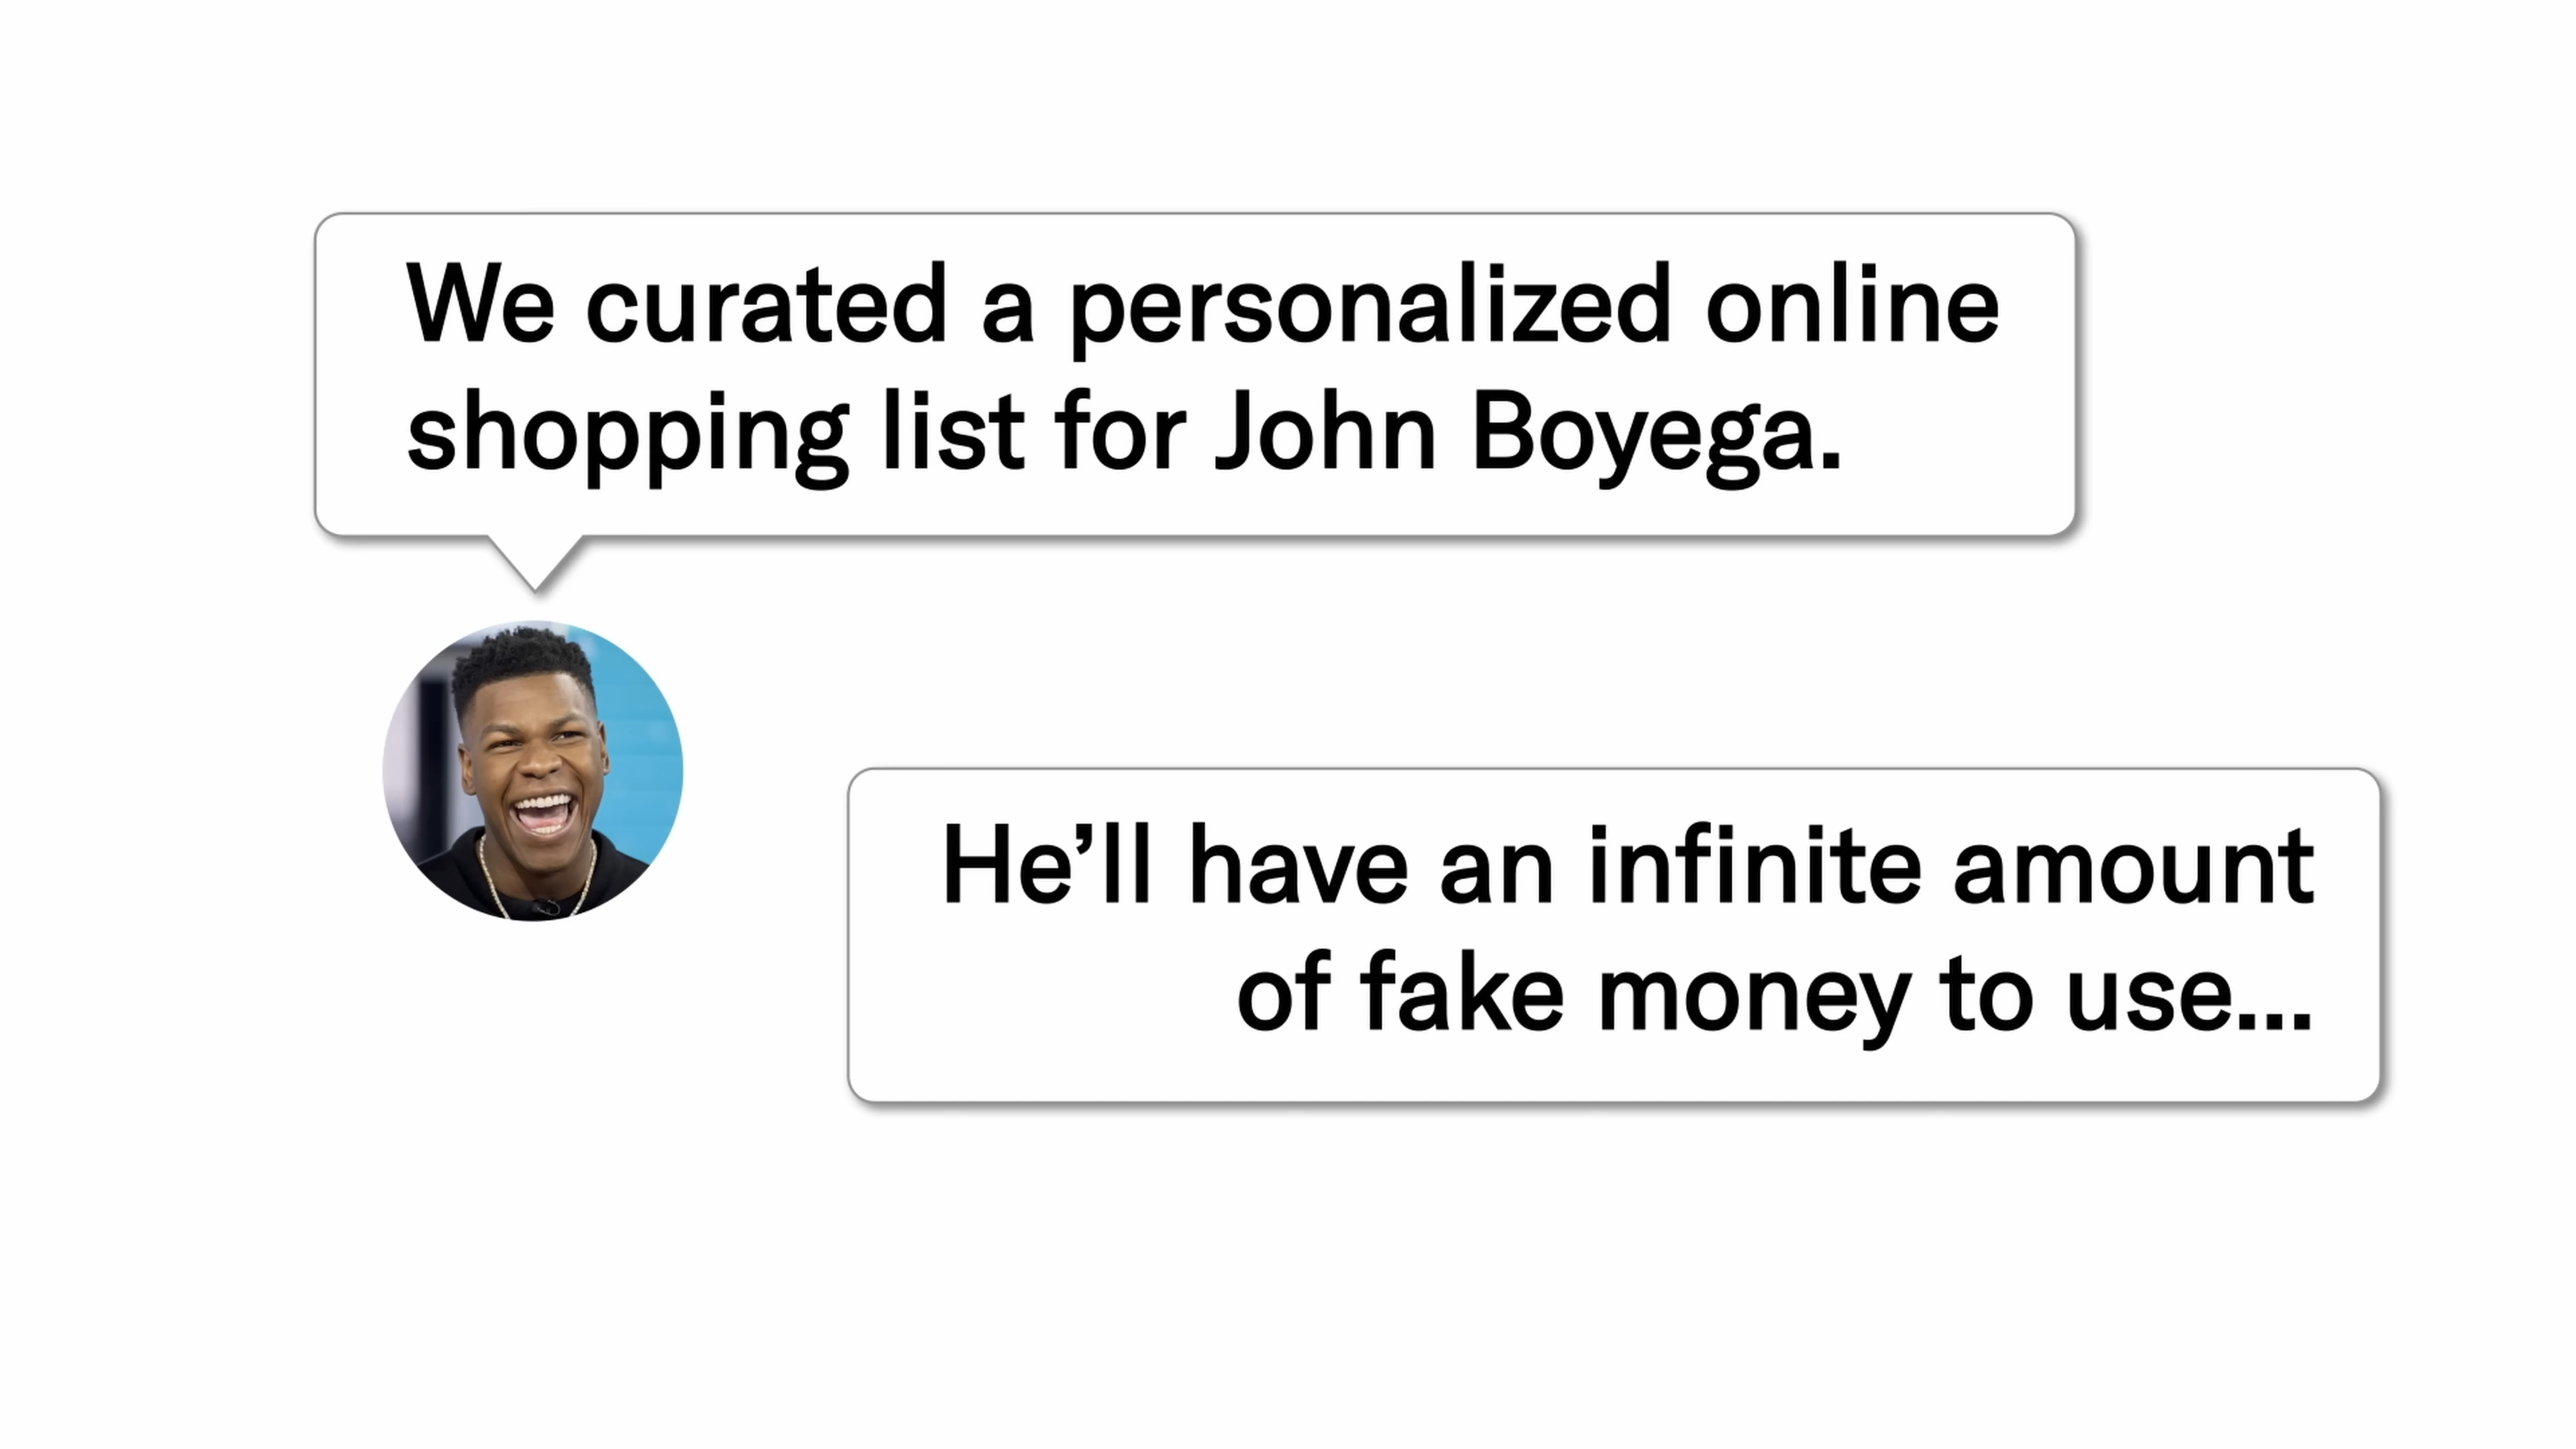 We curated a personalized online
shopping list for John Boyega.
He’ll have an infinite amount
of fake money to use...